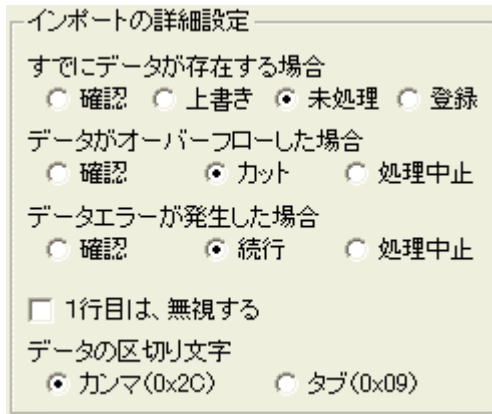 インポートの詳細設定
すでにデータが存在する場合
確認 上書き 未処理 登録
データがオーバーフローした場合
確認 カット 処理中止
データエラーが発生した場合
確認 続行 処理中止
1行目は、無視する
データの区切り文字
カンマ(0x2C) タブ(0x09)